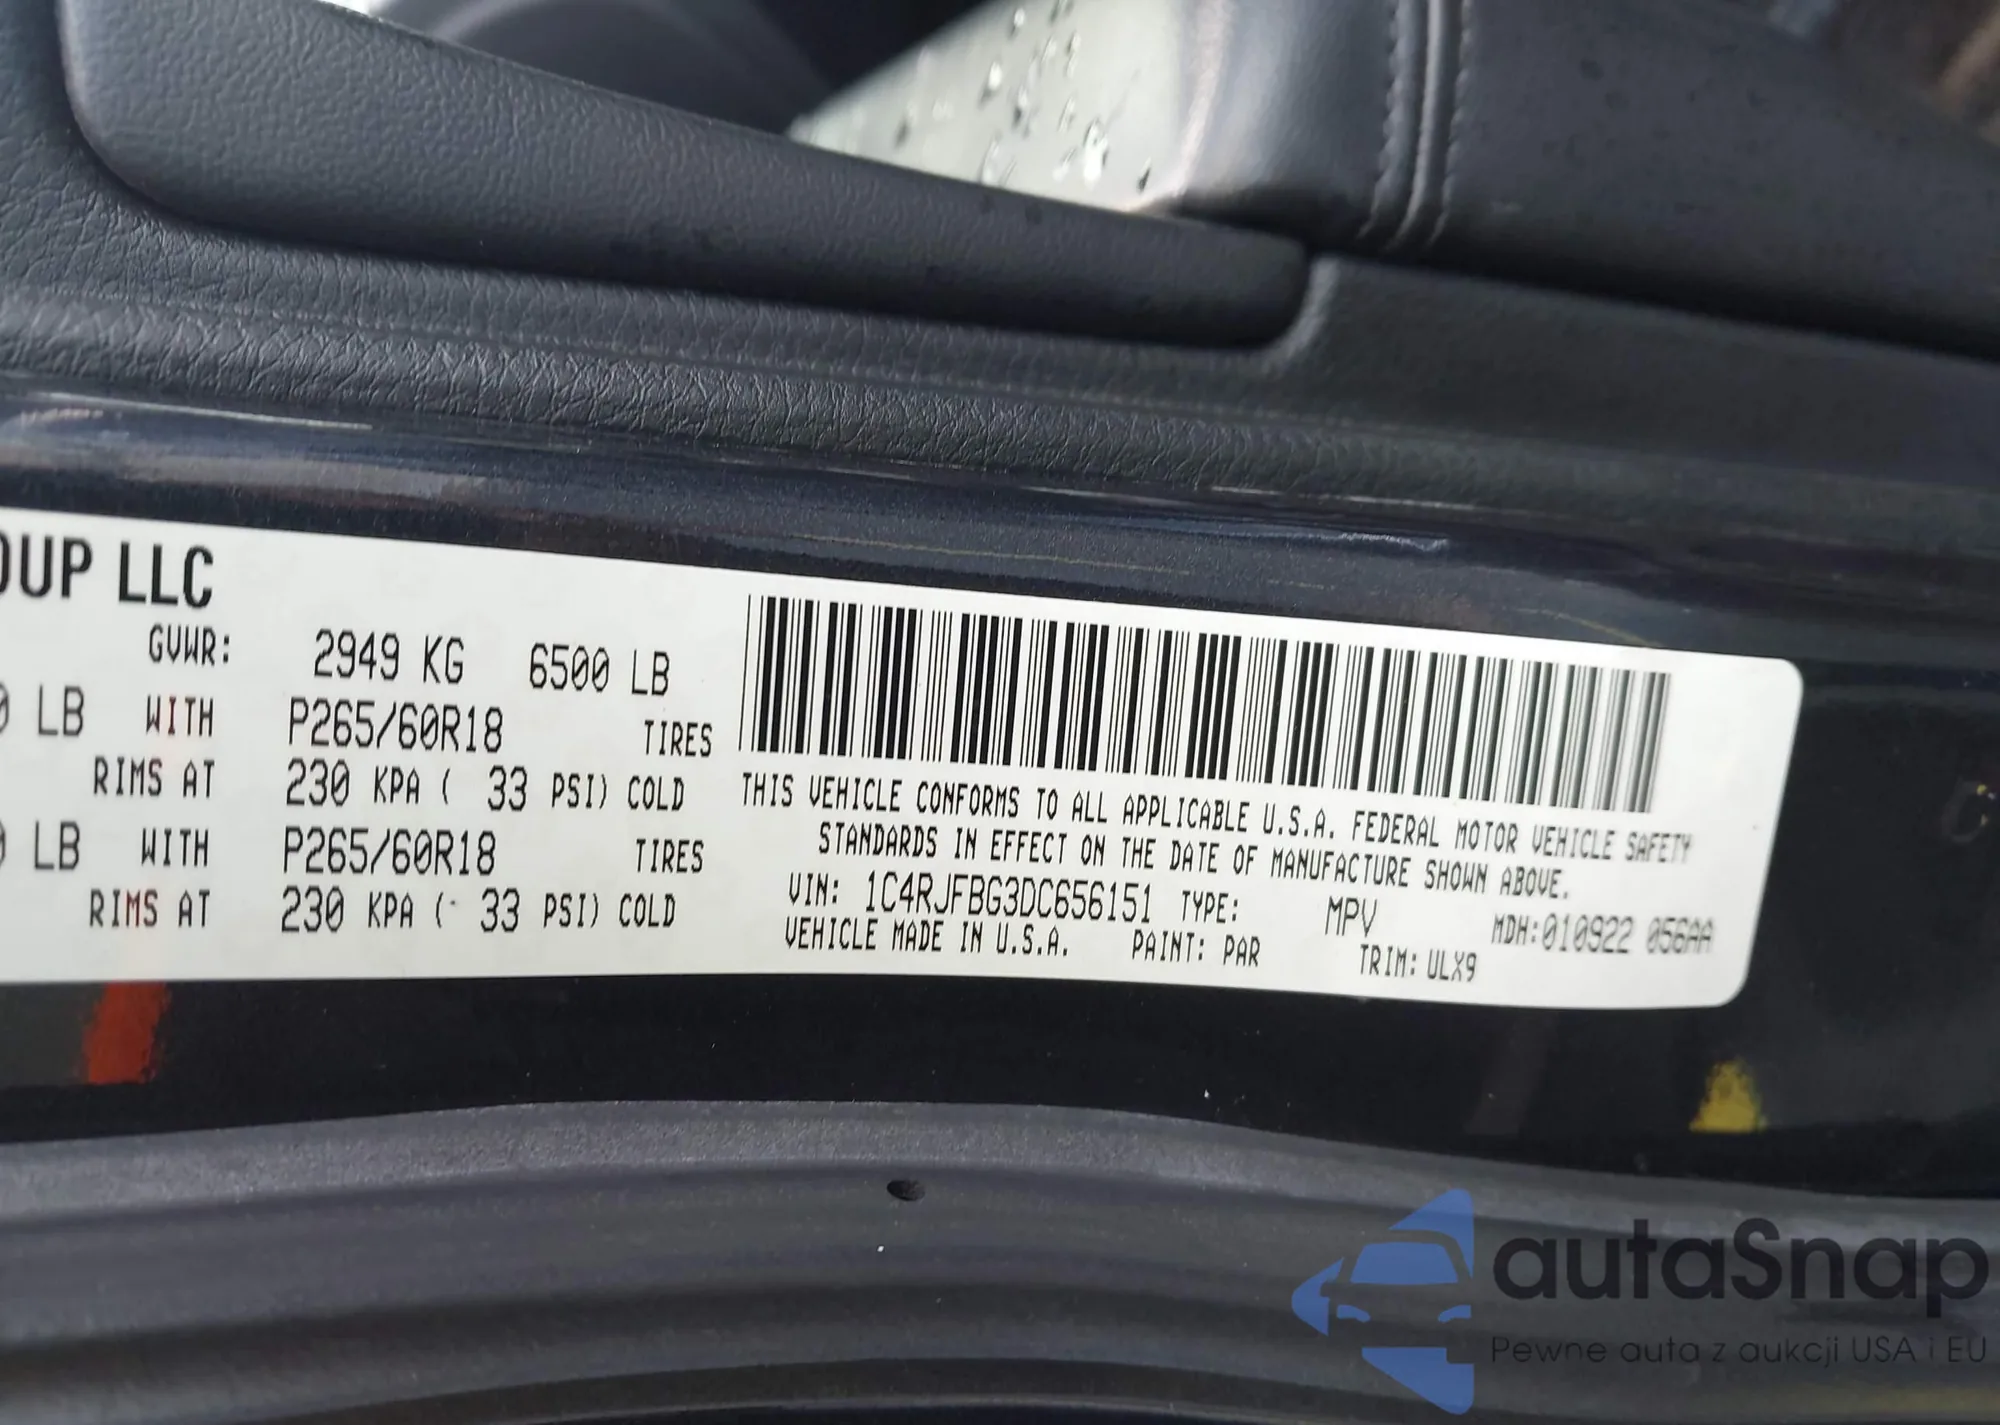 OUP LLC
GVWR: 2949 KG 6500 LB
0 LB WITH P265/60R18 TIRES
RIMS AT 230 KPA ( 33 PSI) COLD
0 LB WITH P265/60R18 TIRES
RIMS AT 230 KPA ( 33 PSI) COLD
THIS VEHICLE CONFORMS TO ALL APPLICABLE U.S.A. FEDERAL MOTOR VEHICLE SAFETY
STANDARDS IN EFFECT ON THE DATE OF MANUFACTURE SHOWN ABOVE.
VIN: 1C4RJFBG3DC656151 TYPE: MPV MDH:010922 056AA
VEHICLE MADE IN U.S.A. PAINT: PAR TRIM: ULX9
autaSnap
Pewne auta z aukcji USA i EU